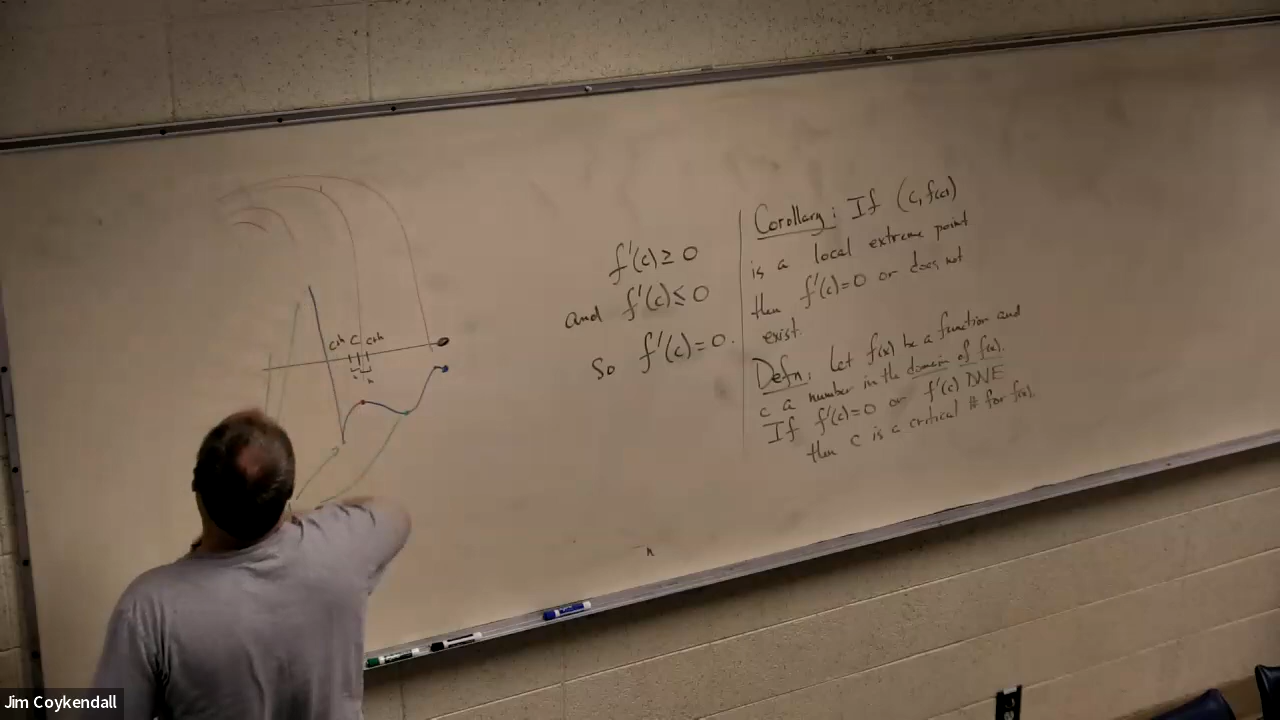 c-h c c+h
h h
f'(c) ≥ 0
and f'(c) ≤ 0
So f'(c) = 0.
Corollary: If (c, f(c))
is a local extreme point
then f'(c)=0 or does not
exist.
Defn: Let f(x) be a function and
c a number in the domain of f(x).
If f'(c)=0 or f'(c) DNE
then c is a critical # for f(x).
Jim Coykendall